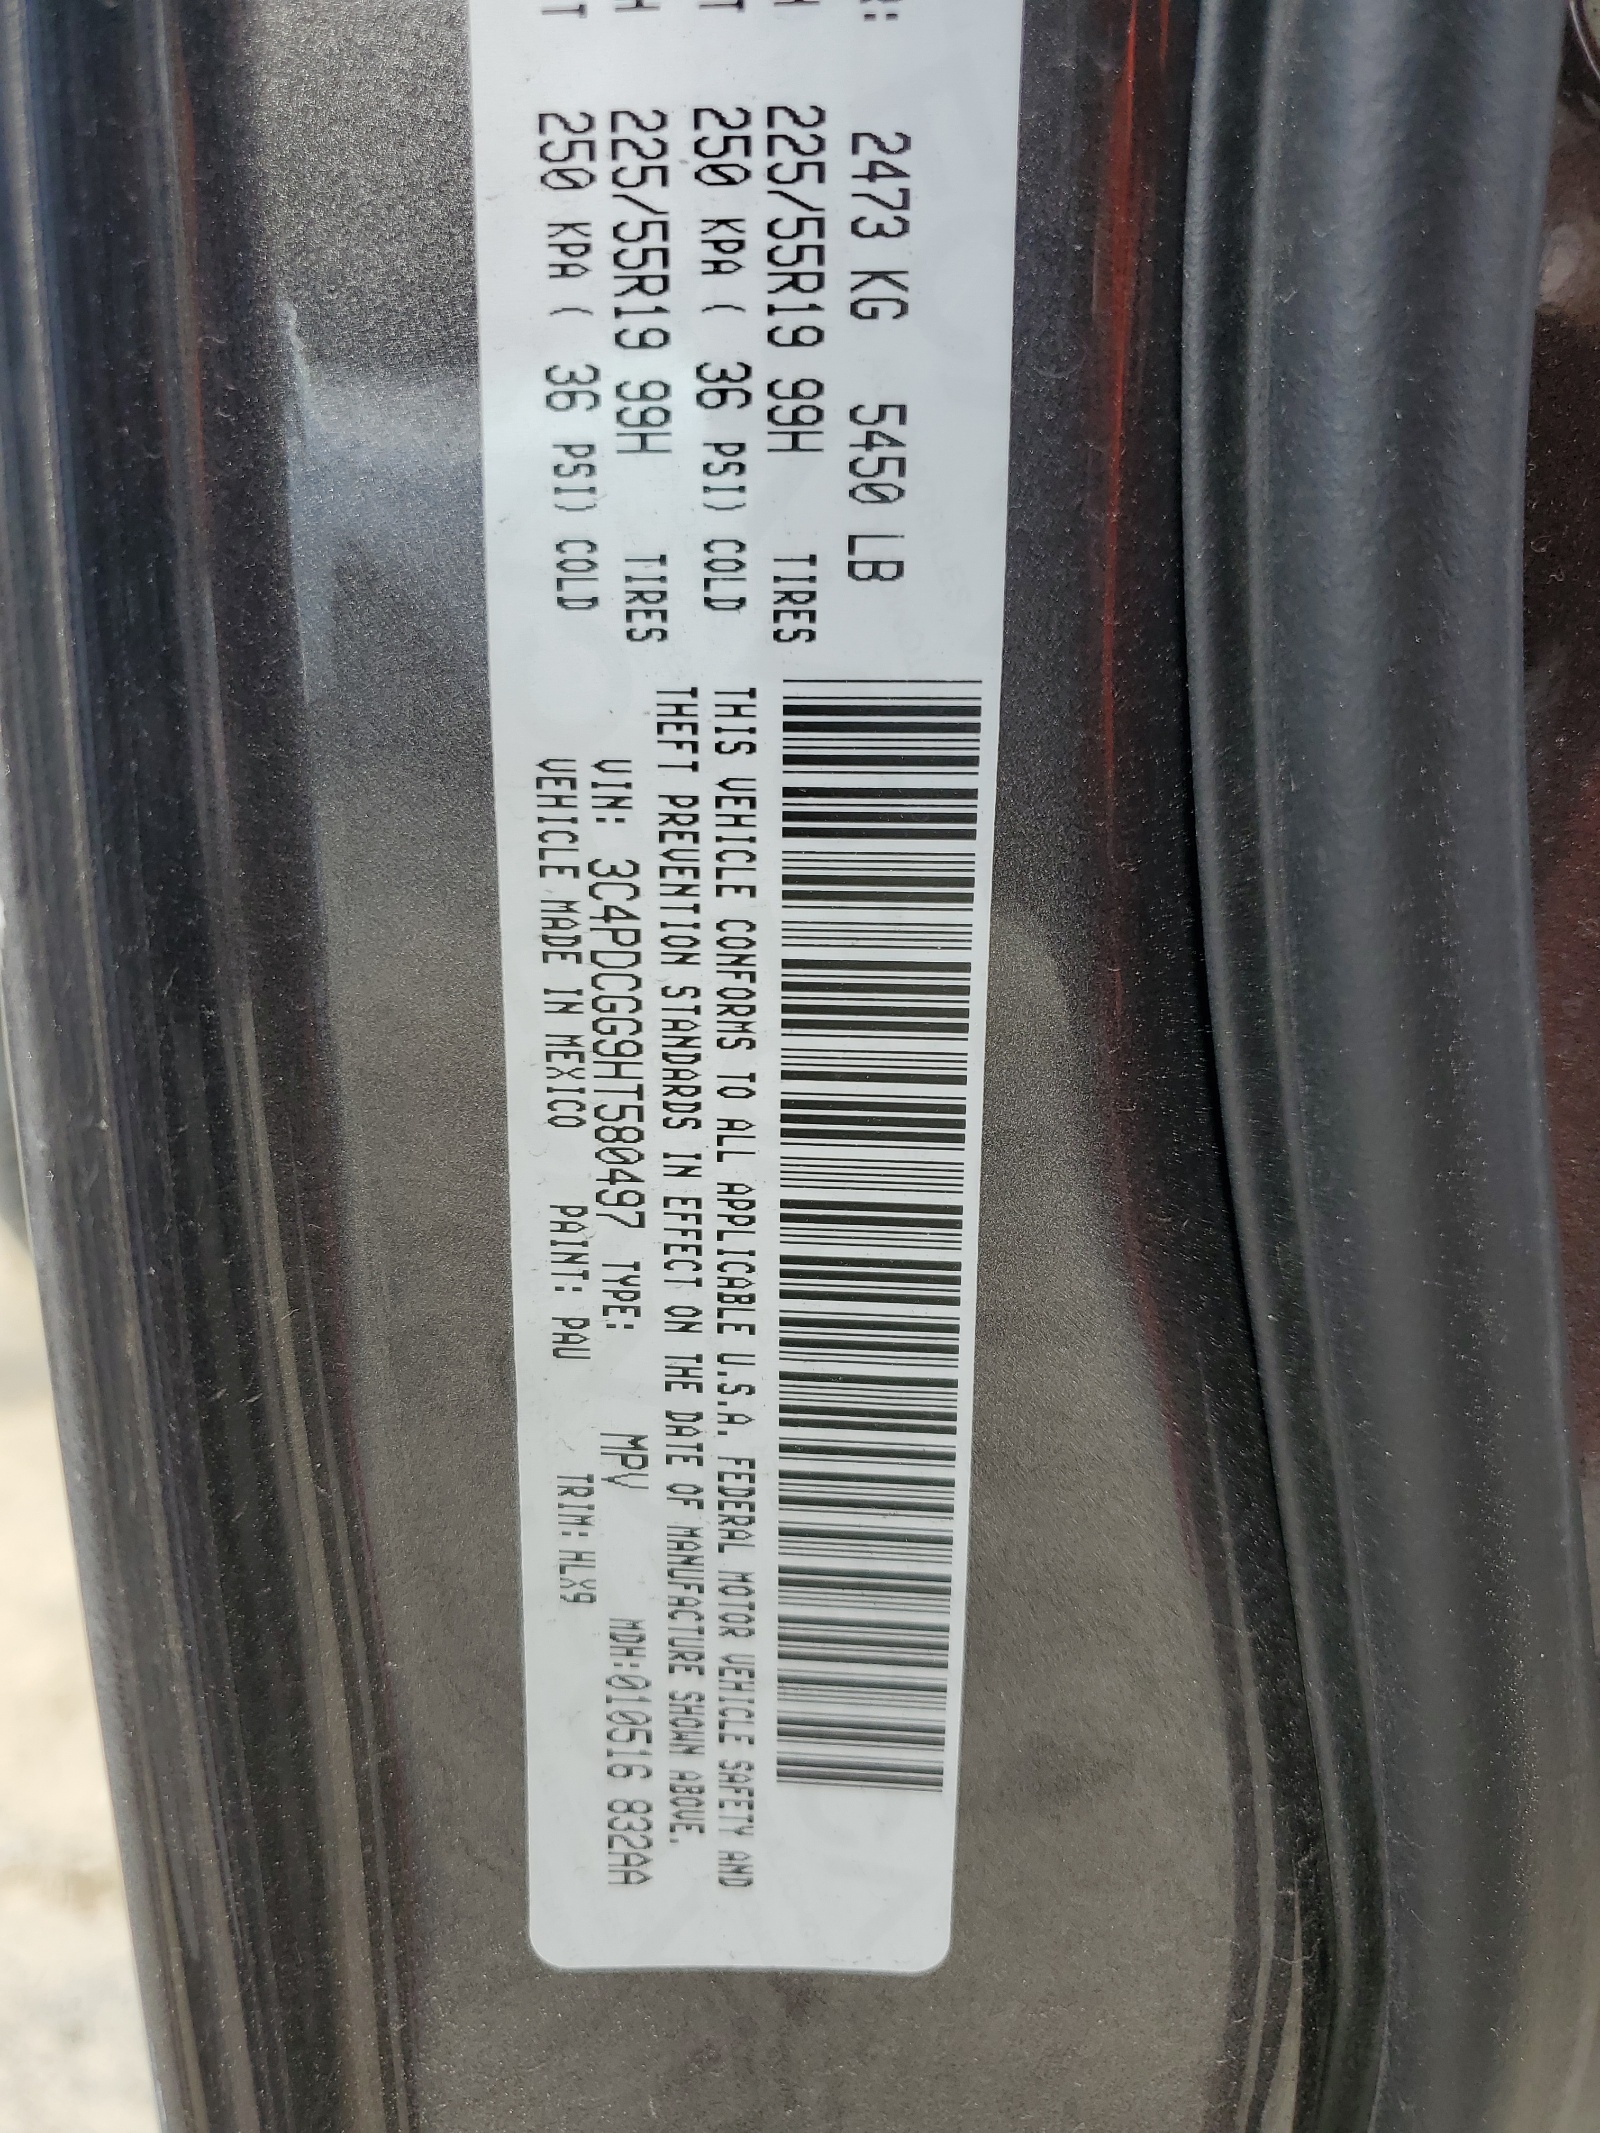 R: 2473 KG 5450 LB
H 225/55R19 99H TIRES
T 250 KPA ( 36 PSI) COLD
H 225/55R19 99H TIRES
T 250 KPA ( 36 PSI) COLD
THIS VEHICLE CONFORMS TO ALL APPLICABLE U.S.A. FEDERAL MOTOR VEHICLE SAFETY AND
THEFT PREVENTION STANDARDS IN EFFECT ON THE DATE OF MANUFACTURE SHOWN ABOVE.
VIN: 3C4PDCGG9HT580497 TYPE: MPV MDH:010516 832AA
VEHICLE MADE IN MEXICO PAINT: PAU TRIM: HLX9